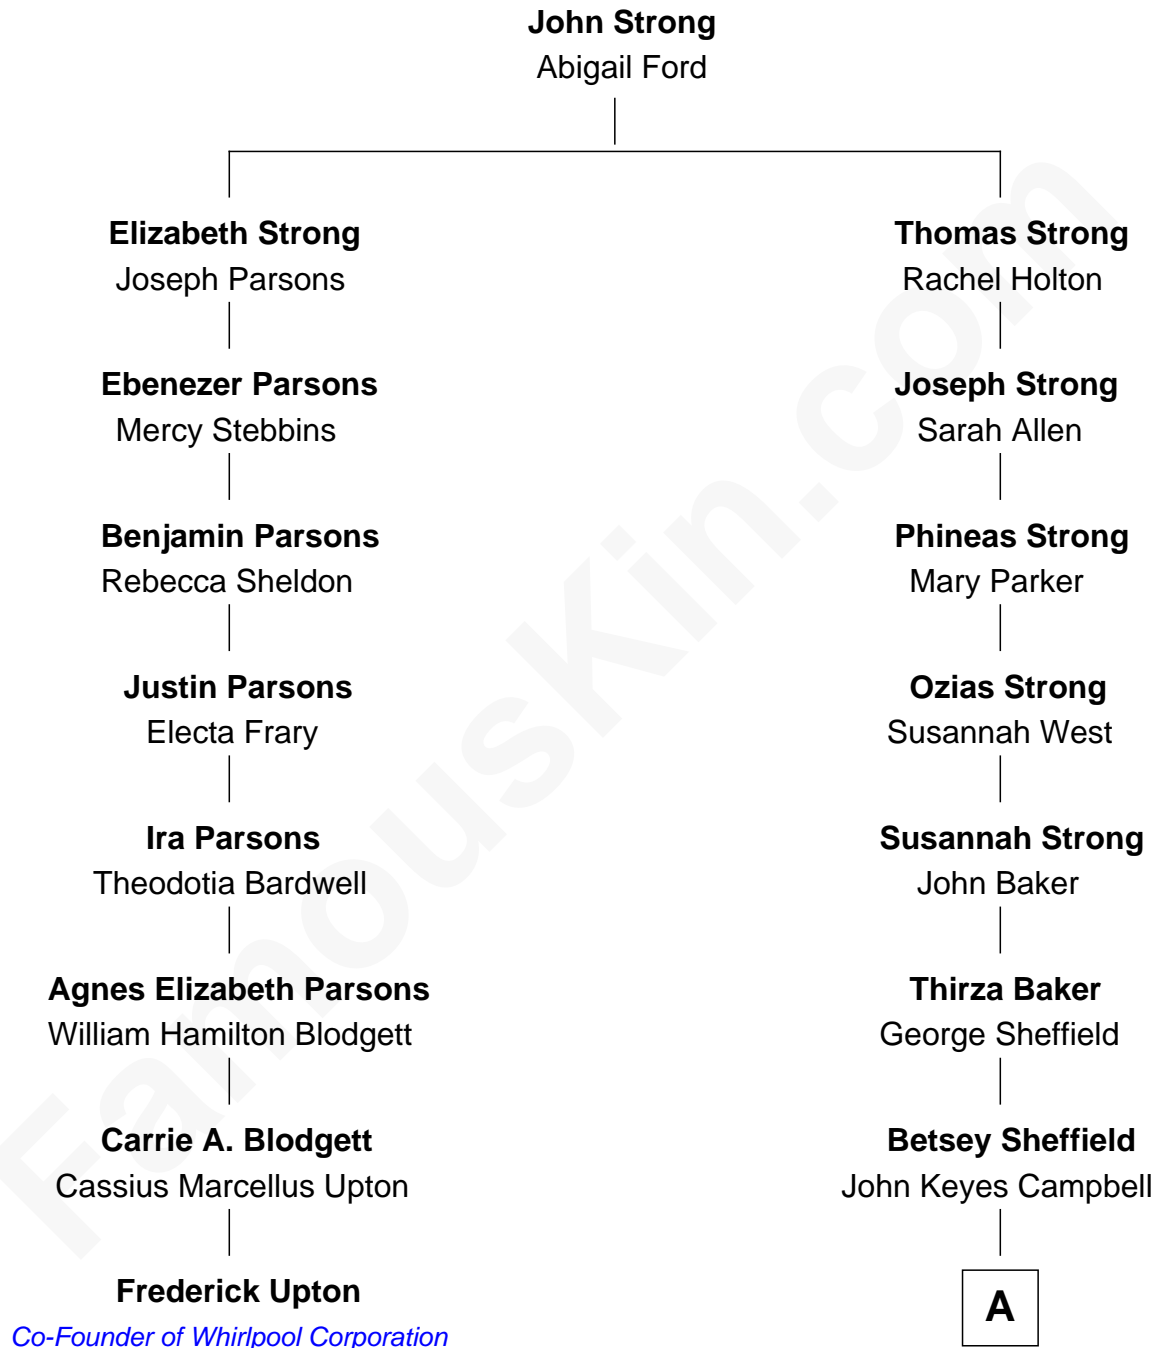 John Strong
Abigail Ford
Elizabeth Strong
Joseph Parsons
Thomas Strong
Rachel Holton
Ebenezer Parsons
Mercy Stebbins
Joseph Strong
Sarah Allen
Benjamin Parsons
Rebecca Sheldon
Phineas Strong
Mary Parker
Justin Parsons
Electa Frary
Ozias Strong
Susannah West
Ira Parsons
Theodotia Bardwell
Susannah Strong
John Baker
Agnes Elizabeth Parsons
William Hamilton Blodgett
Thirza Baker
George Sheffield
Carrie A. Blodgett
Cassius Marcellus Upton
Betsey Sheffield
John Keyes Campbell
Frederick Upton
Co-Founder of Whirlpool Corporation
A
FamousKin.com